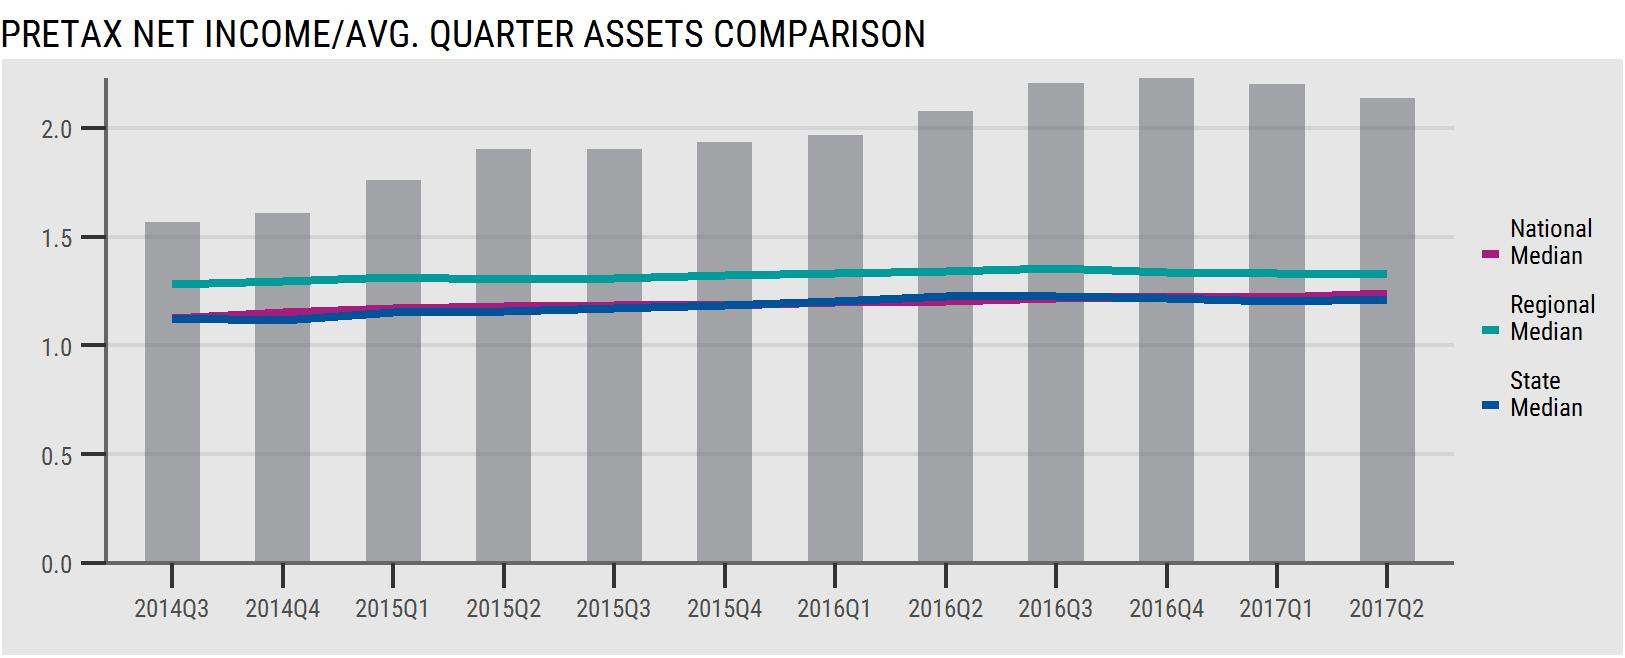 PRETAX NET INCOME/AVG. QUARTER ASSETS COMPARISON
2.0
1.5
1.0
0.5
0.0
2014Q3 2014Q4 2015Q1 2015Q2 2015Q3 2015Q4 2016Q1 2016Q2 2016Q3 2016Q4 2017Q1 2017Q2
National
Median
Regional
Median
State
Median